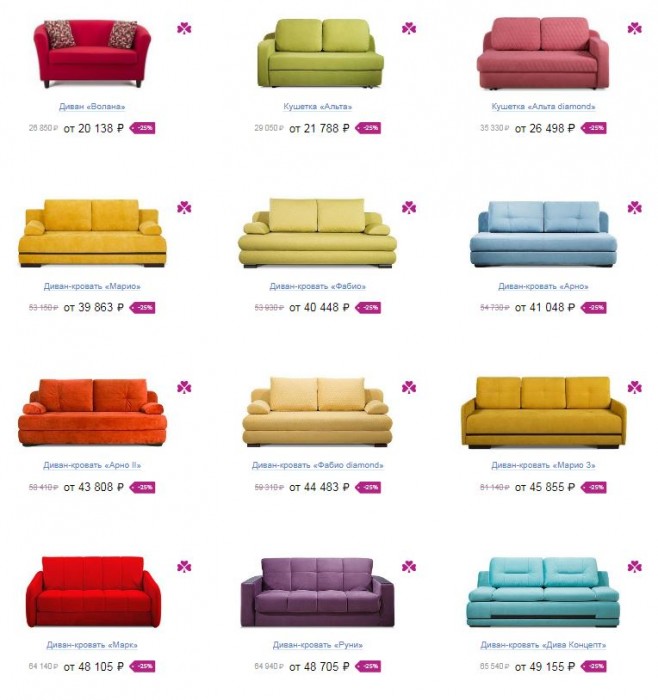 Диван «Волана»
Кушетка «Альта»
Кушетка «Альта diamond»
26 850 ₽ от 20 138 ₽ -25%
29 050 ₽ от 21 788 ₽ -25%
35 330 ₽ от 26 498 ₽ -25%
Диван-кровать «Марио»
Диван-кровать «Фабио»
Диван-кровать «Арно»
53 150 ₽ от 39 863 ₽ -25%
53 930 ₽ от 40 448 ₽ -25%
54 730 ₽ от 41 048 ₽ -25%
Диван-кровать «Арно II»
Диван-кровать «Фабио diamond»
Диван-кровать «Марио 3»
58 410 ₽ от 43 808 ₽ -25%
59 310 ₽ от 44 483 ₽ -25%
61 140 ₽ от 45 855 ₽ -25%
Диван-кровать «Марк»
Диван-кровать «Руни»
Диван-кровать «Дива Концепт»
64 140 ₽ от 48 105 ₽ -25%
64 940 ₽ от 48 705 ₽ -25%
65 540 ₽ от 49 155 ₽ -25%